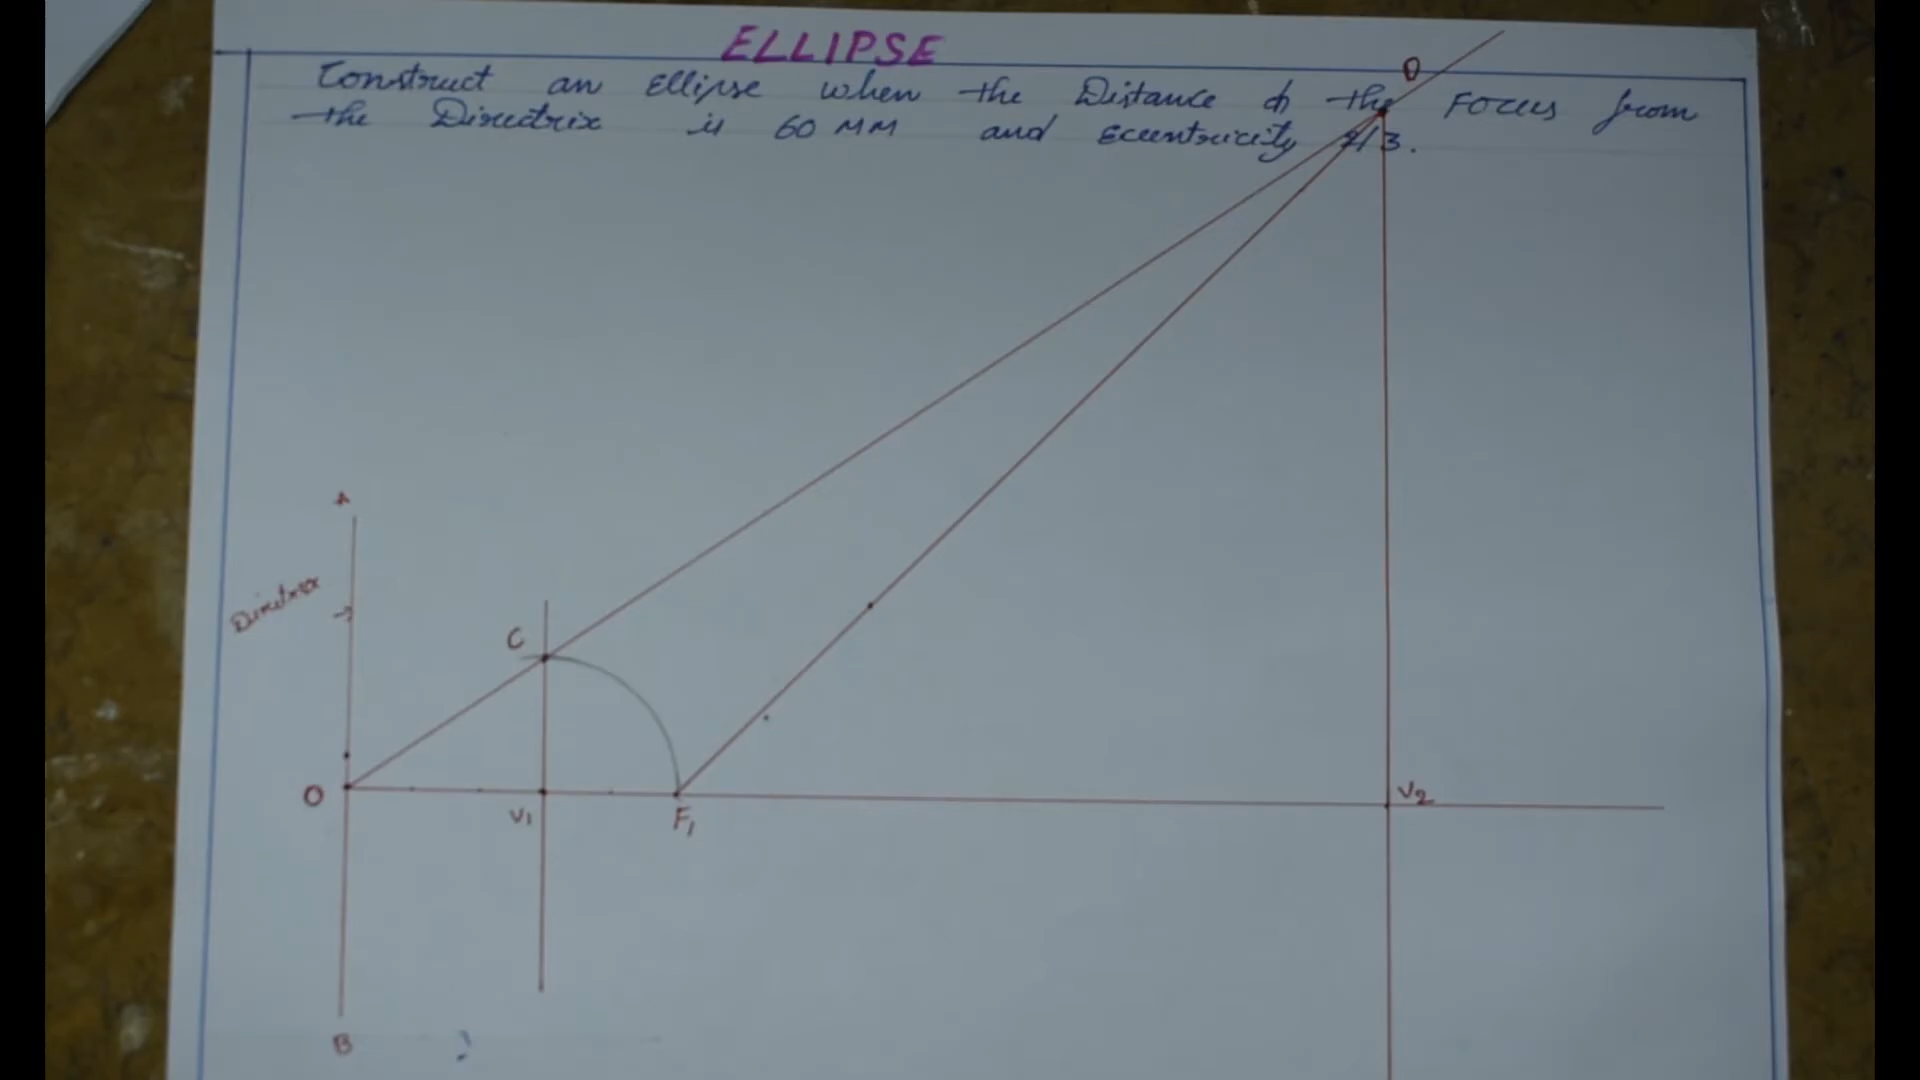 ELLIPSE
Construct an Ellipse when the Distance of the Focus from
the Directrix is 60 MM and eccentricity 2/3.
D
A
Directrix
C
O
V1
F1
V2
B